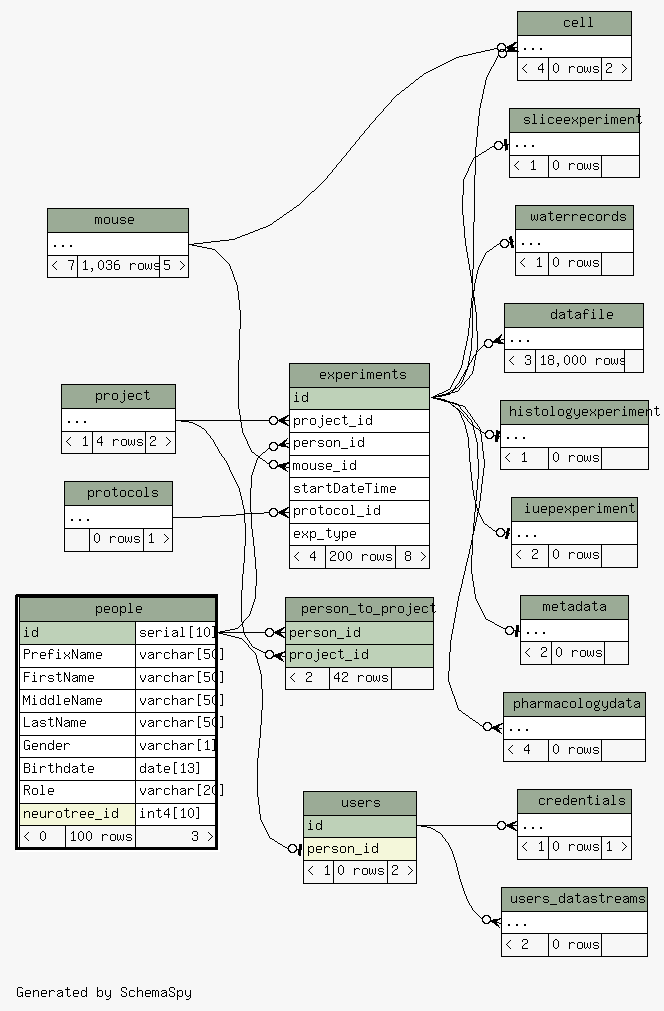 cell
...
< 4 0 rows 2 >
sliceexperiment
...
< 1 0 rows
waterrecords
...
< 1 0 rows
datafile
...
< 3 18,000 rows
histologyexperiment
...
< 1 0 rows
iuepexperiment
...
< 2 0 rows
metadata
...
< 2 0 rows
pharmacologydata
...
< 4 0 rows
credentials
...
< 1 0 rows 1 >
users_datastreams
...
< 2 0 rows
mouse
...
< 7 1,036 rows 5 >
project
...
< 1 4 rows 2 >
protocols
...
0 rows 1 >
experiments
id
project_id
person_id
mouse_id
startDateTime
protocol_id
exp_type
< 4 200 rows 8 >
people
id serial[10]
PrefixName varchar[50]
FirstName varchar[50]
MiddleName varchar[50]
LastName varchar[50]
Gender varchar[1]
Birthdate date[13]
Role varchar[20]
neurotree_id int4[10]
< 0 100 rows 3 >
person_to_project
person_id
project_id
< 2 42 rows
users
id
person_id
< 1 0 rows 2 >
Generated by SchemaSpy